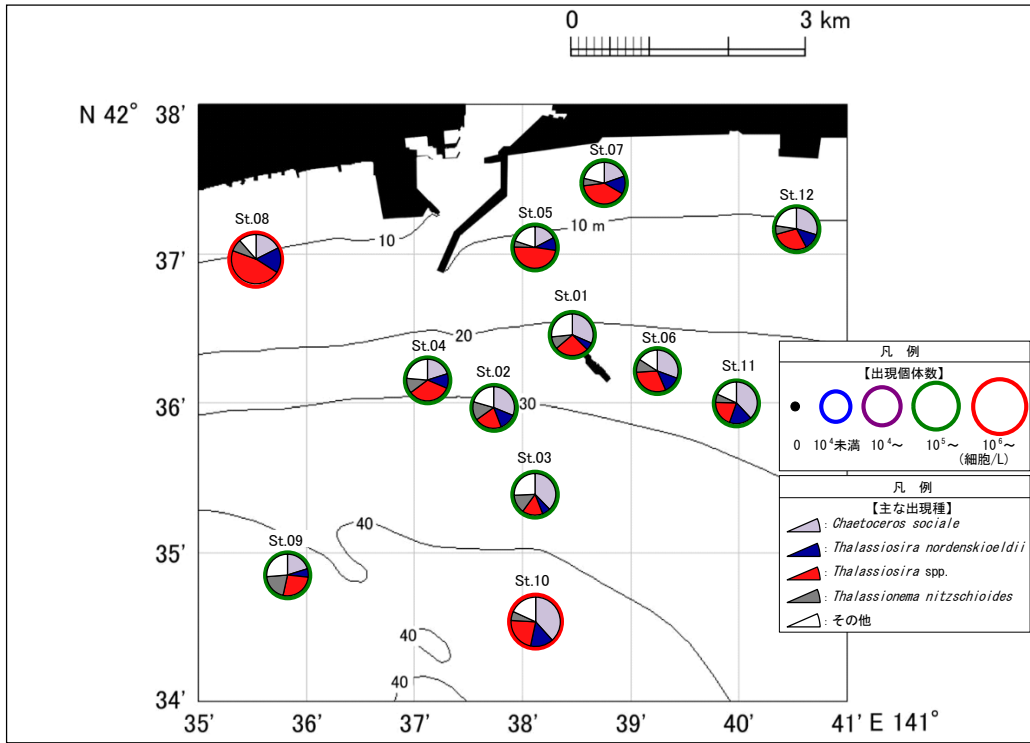 0 3 km
N 42° 38'
St.07
St.12
St.05
10 m
St.08
10
37'
St.01
20
St.04
St.06
St.02
St.11
36'
30
St.03
40
35'
St.09
St.10
40
40
34'
35' 36' 37' 38' 39' 40' 41' E 141°
凡 例
【出現個体数】
0 10⁴未満 10⁴～ 10⁵～ 10⁶～
(細胞/L)
凡 例
【主な出現種】
: Chaetoceros sociale
: Thalassiosira nordenskioeldii
: Thalassiosira spp.
: Thalassionema nitzschioides
: その他